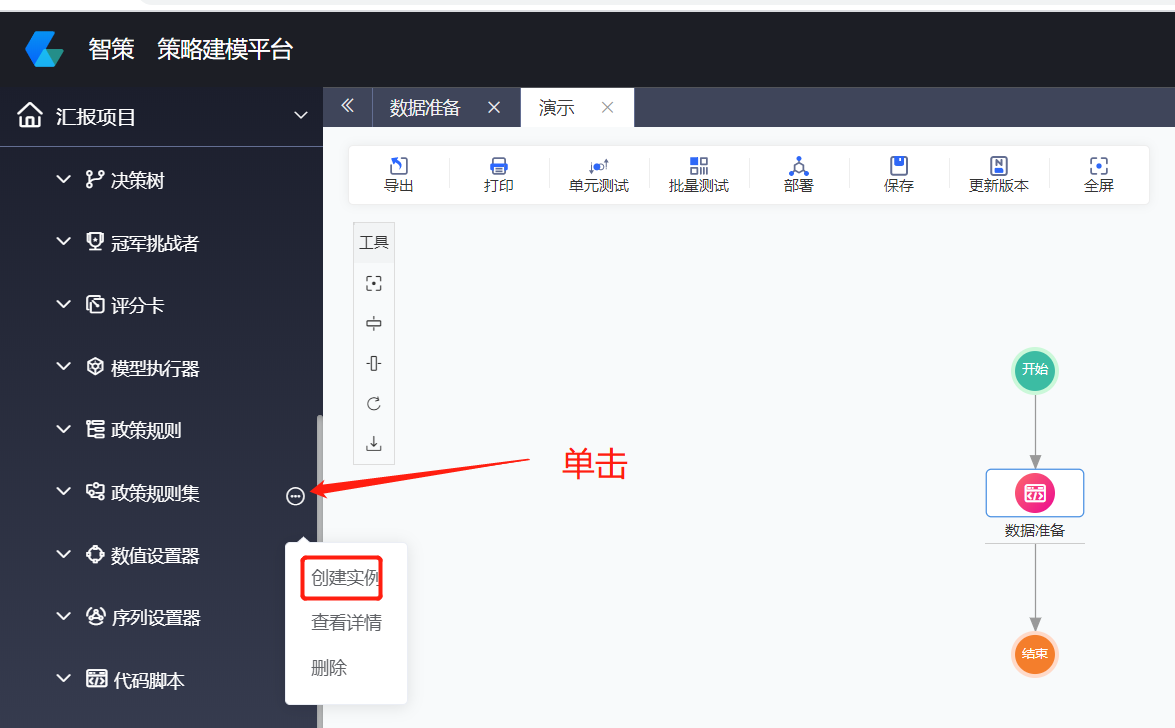 智策 策略建模平台
汇报项目
数据准备
演示
决策树
冠军挑战者
评分卡
模型执行器
政策规则
政策规则集
数值设置器
序列设置器
代码脚本
导出
打印
单元测试
批量测试
部署
保存
更新版本
全屏
工具
单击
创建实例
查看详情
删除
开始
数据准备
结束